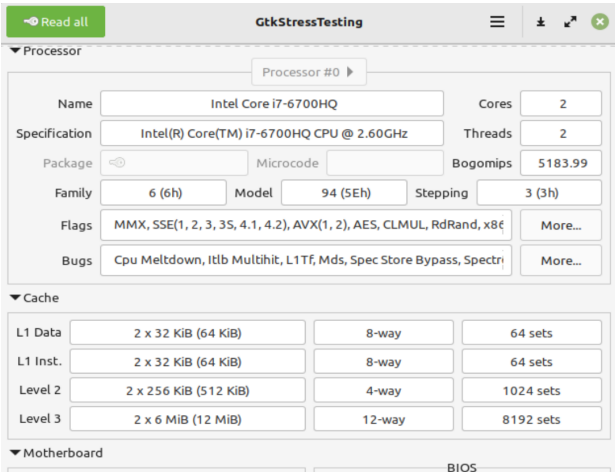 Read all GtkStressTesting
Processor
Processor #0
Name Intel Core i7-6700HQ Cores 2
Specification Intel(R) Core(TM) i7-6700HQ CPU @ 2.60GHz Threads 2
Package Microcode Bogomips 5183.99
Family 6 (6h) Model 94 (5Eh) Stepping 3 (3h)
Flags MMX, SSE(1, 2, 3, 3S, 4.1, 4.2), AVX(1, 2), AES, CLMUL, RdRand, x86 More...
Bugs Cpu Meltdown, Itlb Multihit, L1Tf, Mds, Spec Store Bypass, Spectr More...
Cache
L1 Data 2 x 32 KiB (64 KiB) 8-way 64 sets
L1 Inst. 2 x 32 KiB (64 KiB) 8-way 64 sets
Level 2 2 x 256 KiB (512 KiB) 4-way 1024 sets
Level 3 2 x 6 MiB (12 MiB) 12-way 8192 sets
Motherboard
BIOS